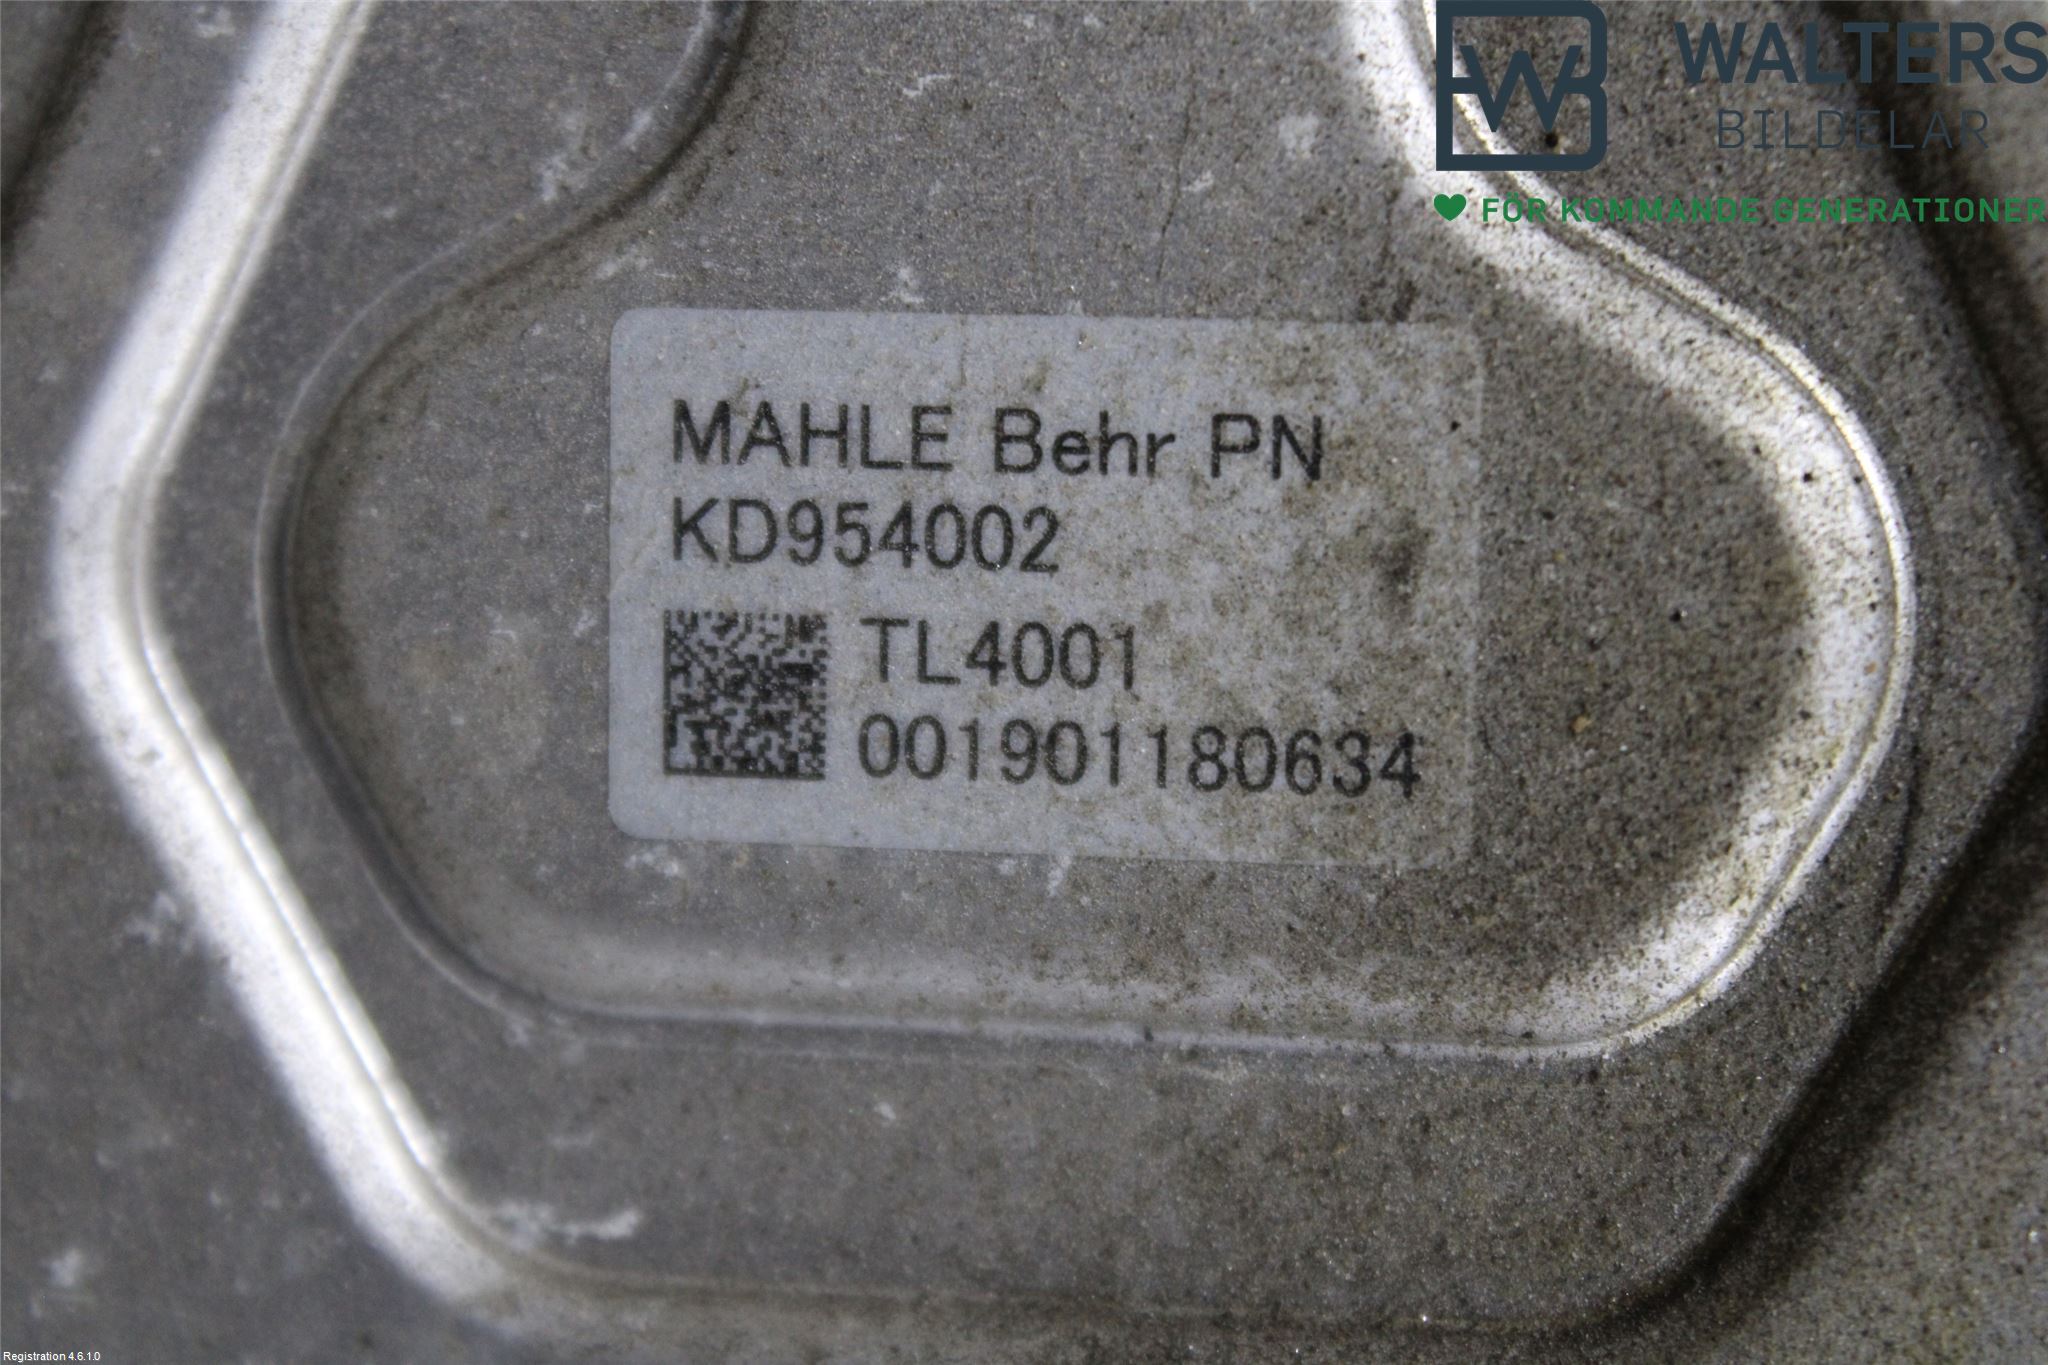 WALTERS
BILDELAR
FÖR KOMMANDE GENERATIONER
MAHLE Behr PN
KD954002
TL4001
001901180634
Registration 4.6.1.0